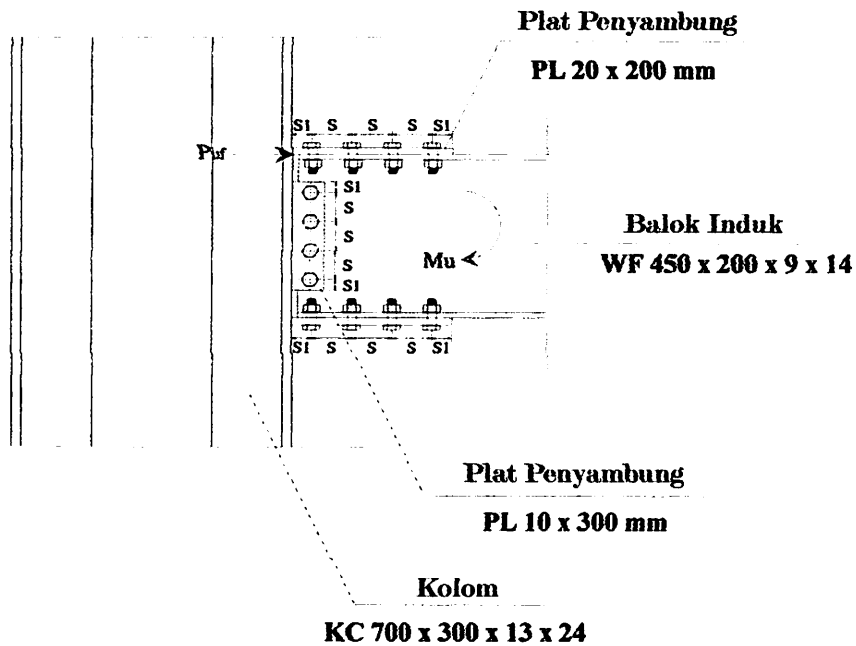 Plat Penyambung
PL 20 x 200 mm
S1 S S S S1
Puf
S1
S
S
S
S1
Mu
Balok Induk
WF 450 x 200 x 9 x 14
S1 S S S S1
Plat Penyambung
PL 10 x 300 mm
Kolom
KC 700 x 300 x 13 x 24